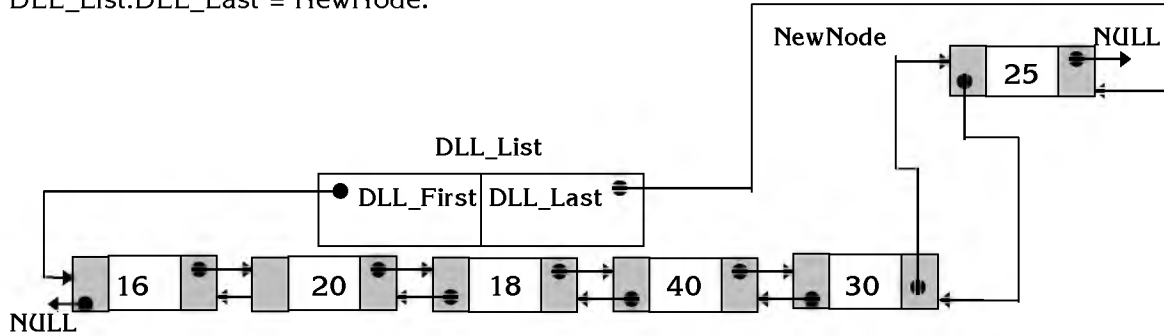 DLL_List.DLL_Last = NewNode.
NewNode
NULL
25
DLL_List
DLL_First
DLL_Last
16
20
18
40
30
NULL